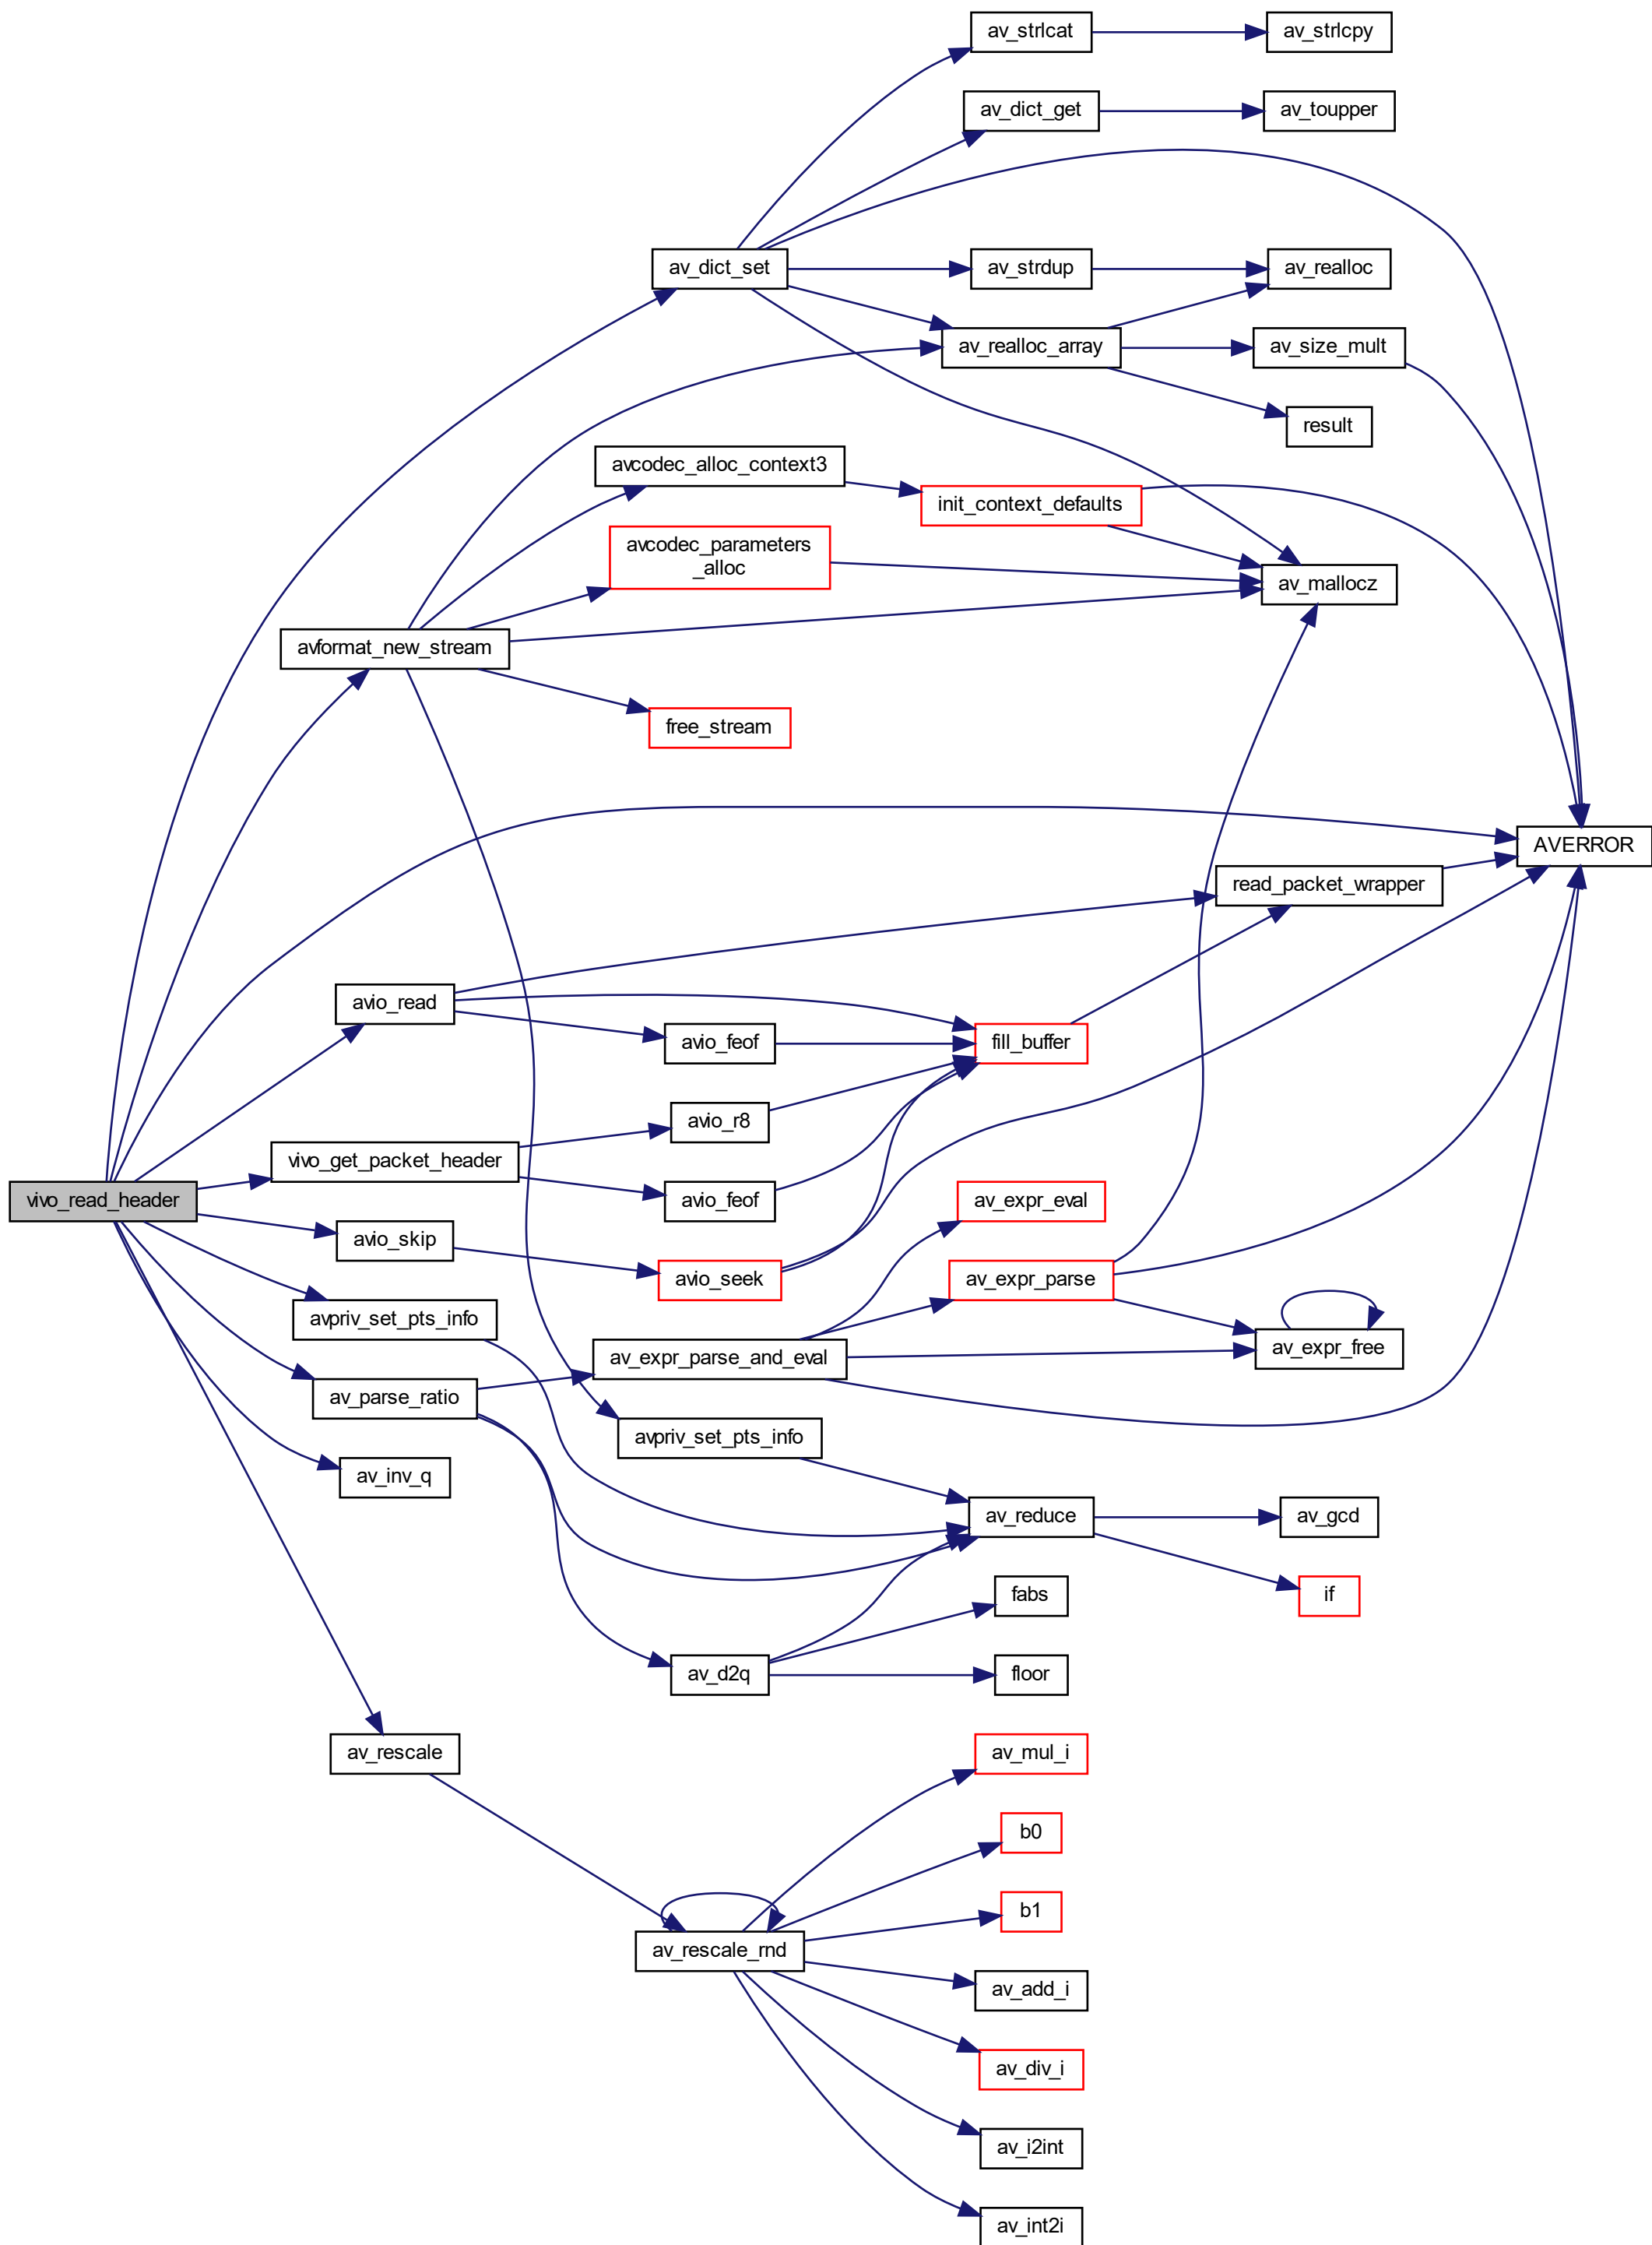 av_strlcat
av_strlcpy
av_dict_get
av_toupper
av_dict_set
av_strdup
av_realloc
av_realloc_array
av_size_mult
result
avcodec_alloc_context3
init_context_defaults
avcodec_parameters
_alloc
av_mallocz
avformat_new_stream
free_stream
AVERROR
read_packet_wrapper
avio_read
avio_feof
fill_buffer
avio_r8
vivo_get_packet_header
vivo_read_header
avio_feof
av_expr_eval
avio_skip
avio_seek
av_expr_parse
avpriv_set_pts_info
av_expr_parse_and_eval
av_expr_free
av_parse_ratio
avpriv_set_pts_info
av_inv_q
av_reduce
av_gcd
fabs
if
av_d2q
floor
av_rescale
av_mul_i
b0
b1
av_rescale_rnd
av_add_i
av_div_i
av_i2int
av_int2i